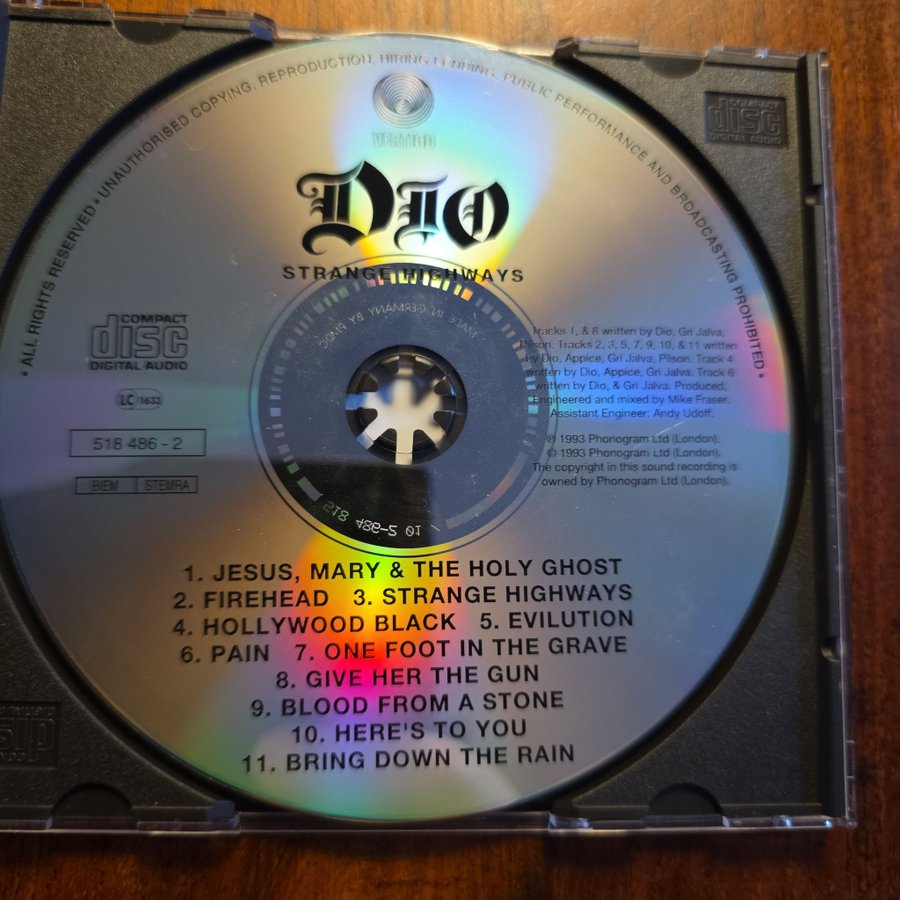 • ALL RIGHTS RESERVED • UNAUTHORISED COPYING, REPRODUCTION, HIRING LENDING, PUBLIC PERFORMANCE AND BROADCASTING PROHIBITED •
VERTIGO
COMPACT
disc
DIGITAL AUDIO
DIO
STRANGE HIGHWAYS
MADE IN GERMANY BY PMDC
COMPACT
disc
DIGITAL AUDIO
LC 1633
518 486 - 2
BIEM STEMRA
Tracks 1, & 8 written by Dio, Gri Jalva,
Pilson. Tracks 2, 3, 5, 7, 9, 10, & 11 written
by Dio, Appice, Gri Jalva, Pilson. Track 4
written by Dio, Appice, Gri Jalva. Track 6
written by Dio, & Gri Jalva. Produced,
Engineered and mixed by Mike Fraser.
Assistant Engineer: Andy Udoff.
1993 Phonogram Ltd (London).
© 1993 Phonogram Ltd (London).
The copyright in this sound recording is
owned by Phonogram Ltd (London).
518 486-2 01
1. JESUS, MARY & THE HOLY GHOST
2. FIREHEAD 3. STRANGE HIGHWAYS
4. HOLLYWOOD BLACK 5. EVILUTION
6. PAIN 7. ONE FOOT IN THE GRAVE
8. GIVE HER THE GUN
9. BLOOD FROM A STONE
10. HERE'S TO YOU
11. BRING DOWN THE RAIN
disc